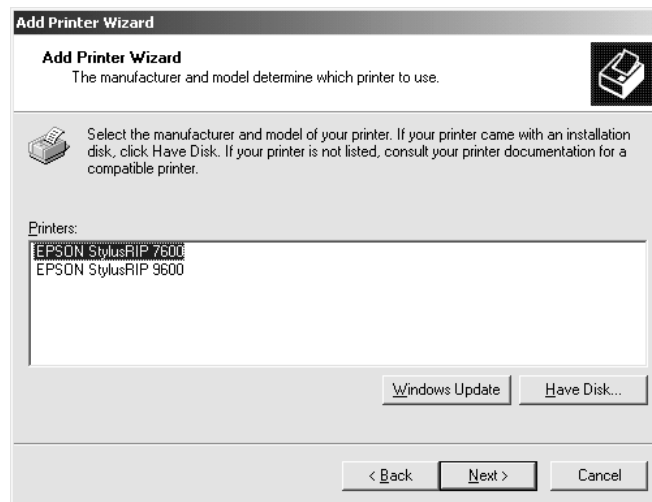 Add Printer Wizard
Add Printer Wizard
The manufacturer and model determine which printer to use.
Select the manufacturer and model of your printer. If your printer came with an installation
disk, click Have Disk. If your printer is not listed, consult your printer documentation for a
compatible printer.
Printers:
EPSON StylusRIP 7600
EPSON StylusRIP 9600
Windows Update
Have Disk...
< Back
Next >
Cancel